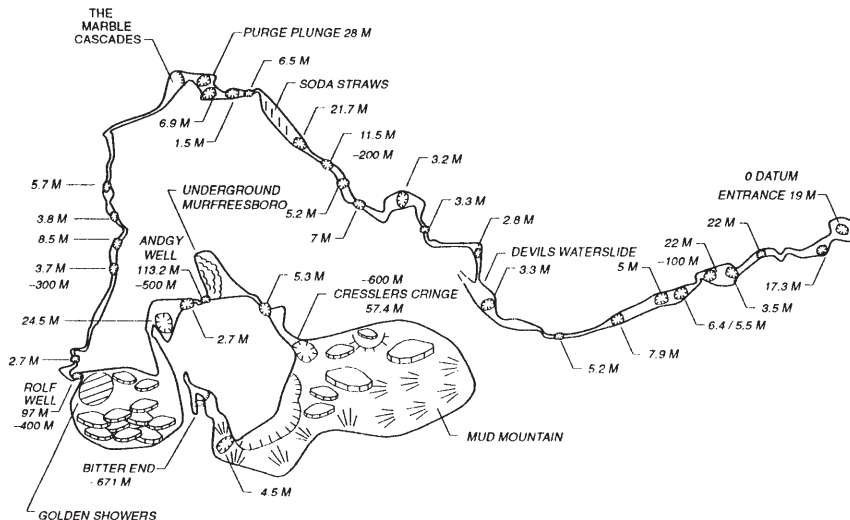 THE
MARBLE
CASCADES
PURGE PLUNGE 28 M
6.5 M
SODA STRAWS
21.7 M
6.9 M
1.5 M
11.5 M
–200 M
3.2 M
0 DATUM
ENTRANCE 19 M
5.7 M
UNDERGROUND
MURFREESBORO
5.2 M
7 M
3.3 M
2.8 M
22 M
3.8 M
8.5 M
ANDGY
WELL
113.2 M
–500 M
DEVILS WATERSLIDE
3.3 M
22 M
–100 M
5 M
3.7 M
–300 M
5.3 M
–600 M
CRESSLERS CRINGE
57.4 M
17.3 M
3.5 M
6.4 / 5.5 M
24.5 M
2.7 M
7.9 M
5.2 M
2.7 M
ROLF
WELL
97 M
–400 M
MUD MOUNTAIN
BITTER END
- 671 M
4.5 M
GOLDEN SHOWERS